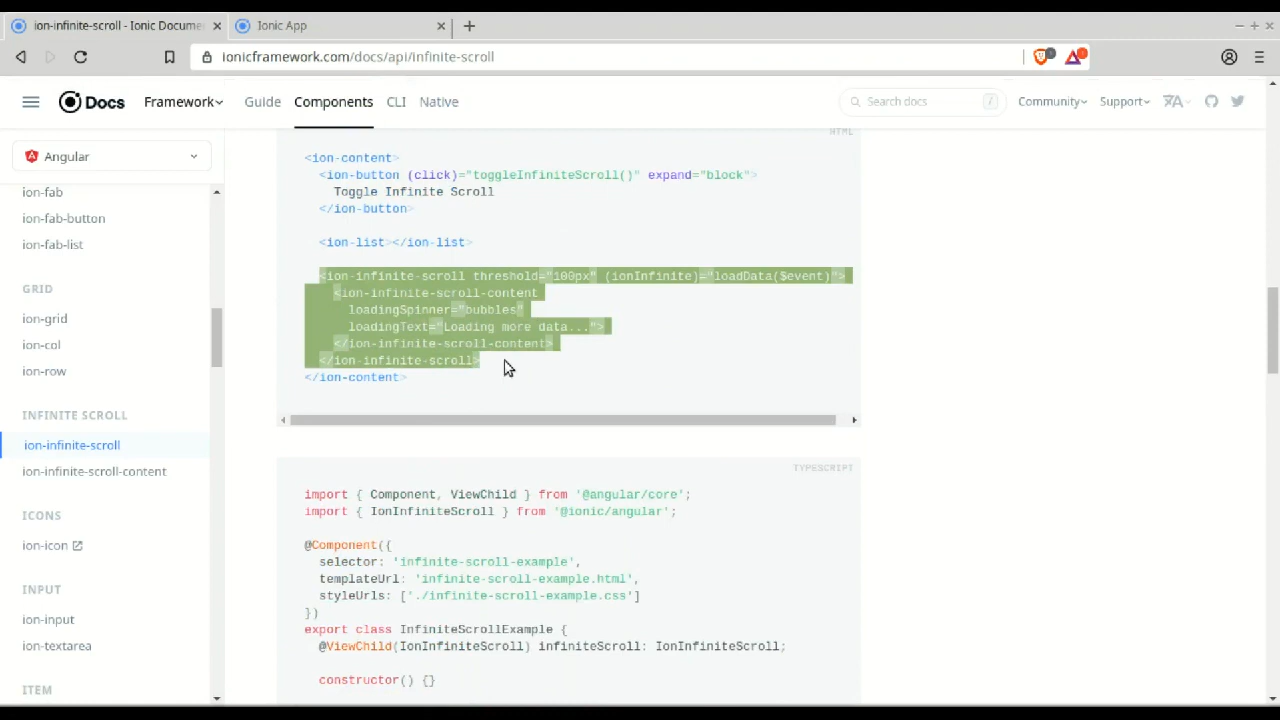 ion-infinite-scroll - Ionic Docume
Ionic App
ionicframework.com/docs/api/infinite-scroll
Docs
Framework
Guide
Components
CLI
Native
Search docs
/
Community
Support
Angular
ion-fab
ion-fab-button
ion-fab-list
GRID
ion-grid
ion-col
ion-row
INFINITE SCROLL
ion-infinite-scroll
ion-infinite-scroll-content
ICONS
ion-icon
INPUT
ion-input
ion-textarea
ITEM
HTML
<ion-content>
<ion-button (click)="toggleInfiniteScroll()" expand="block">
Toggle Infinite Scroll
</ion-button>
<ion-list></ion-list>
<ion-infinite-scroll threshold="100px" (ionInfinite)="loadData($event)">
<ion-infinite-scroll-content
loadingSpinner="bubbles"
loadingText="Loading more data...">
</ion-infinite-scroll-content>
</ion-infinite-scroll>
</ion-content>
TYPESCRIPT
import { Component, ViewChild } from '@angular/core';
import { IonInfiniteScroll } from '@ionic/angular';
@Component({
selector: 'infinite-scroll-example',
templateUrl: 'infinite-scroll-example.html',
styleUrls: ['./infinite-scroll-example.css']
})
export class InfiniteScrollExample {
@ViewChild(IonInfiniteScroll) infiniteScroll: IonInfiniteScroll;
constructor() {}